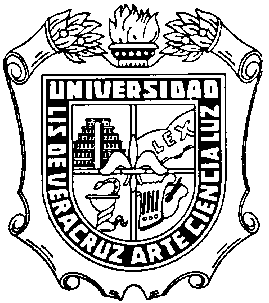 UNIVERSIDAD
LIS DE VERACRUZ ARTE CIENCIA LUZ
LEX